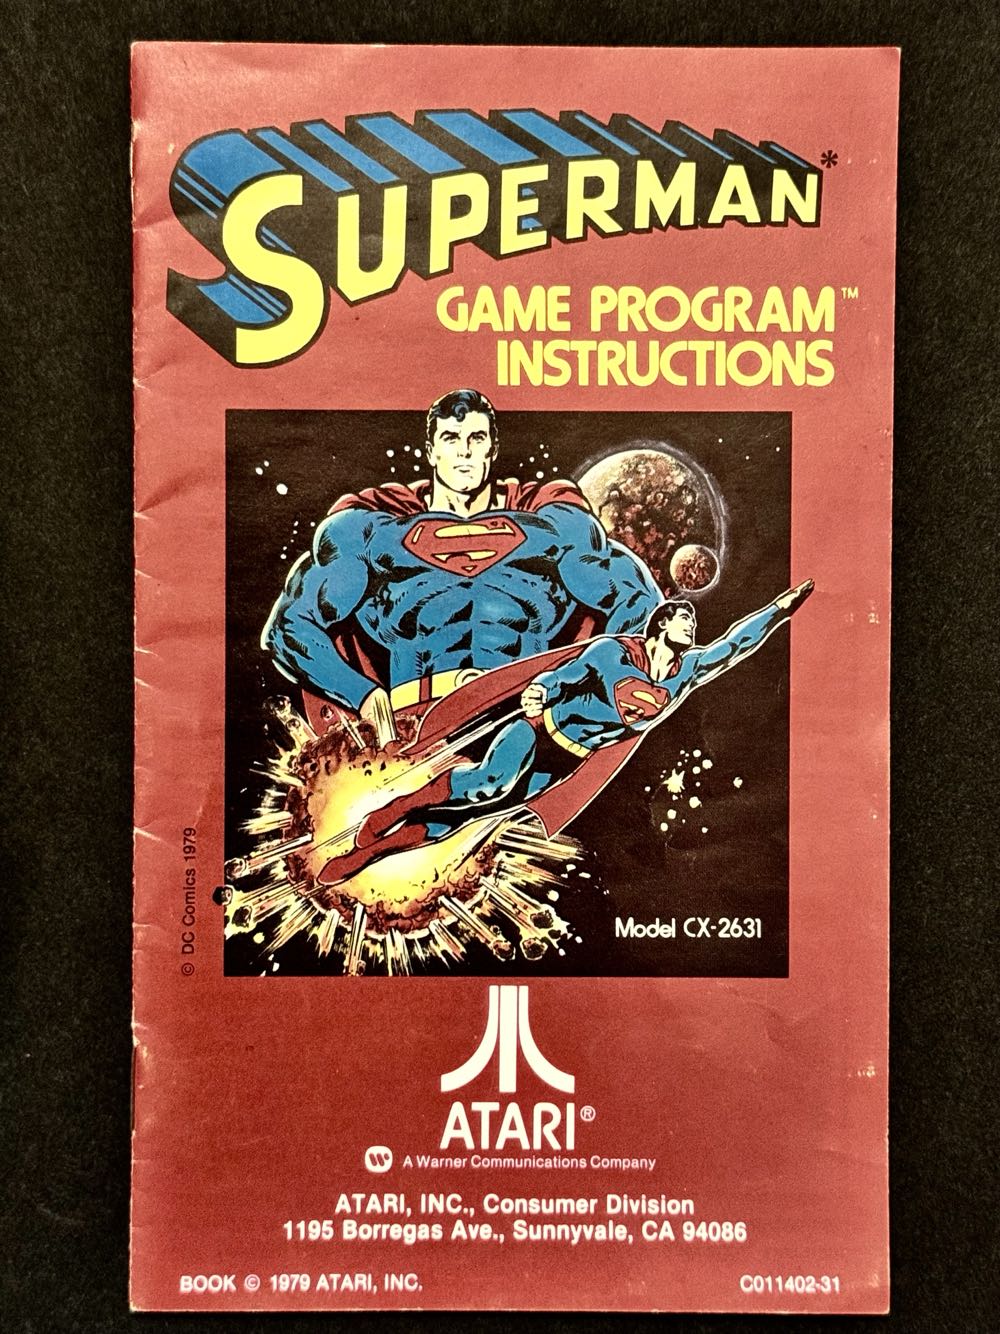 SUPERMAN*
GAME PROGRAM™
INSTRUCTIONS
© DC Comics 1979
Model CX-2631
ATARI®
A Warner Communications Company
ATARI, INC., Consumer Division
1195 Borregas Ave., Sunnyvale, CA 94086
BOOK © 1979 ATARI, INC.
C011402-31